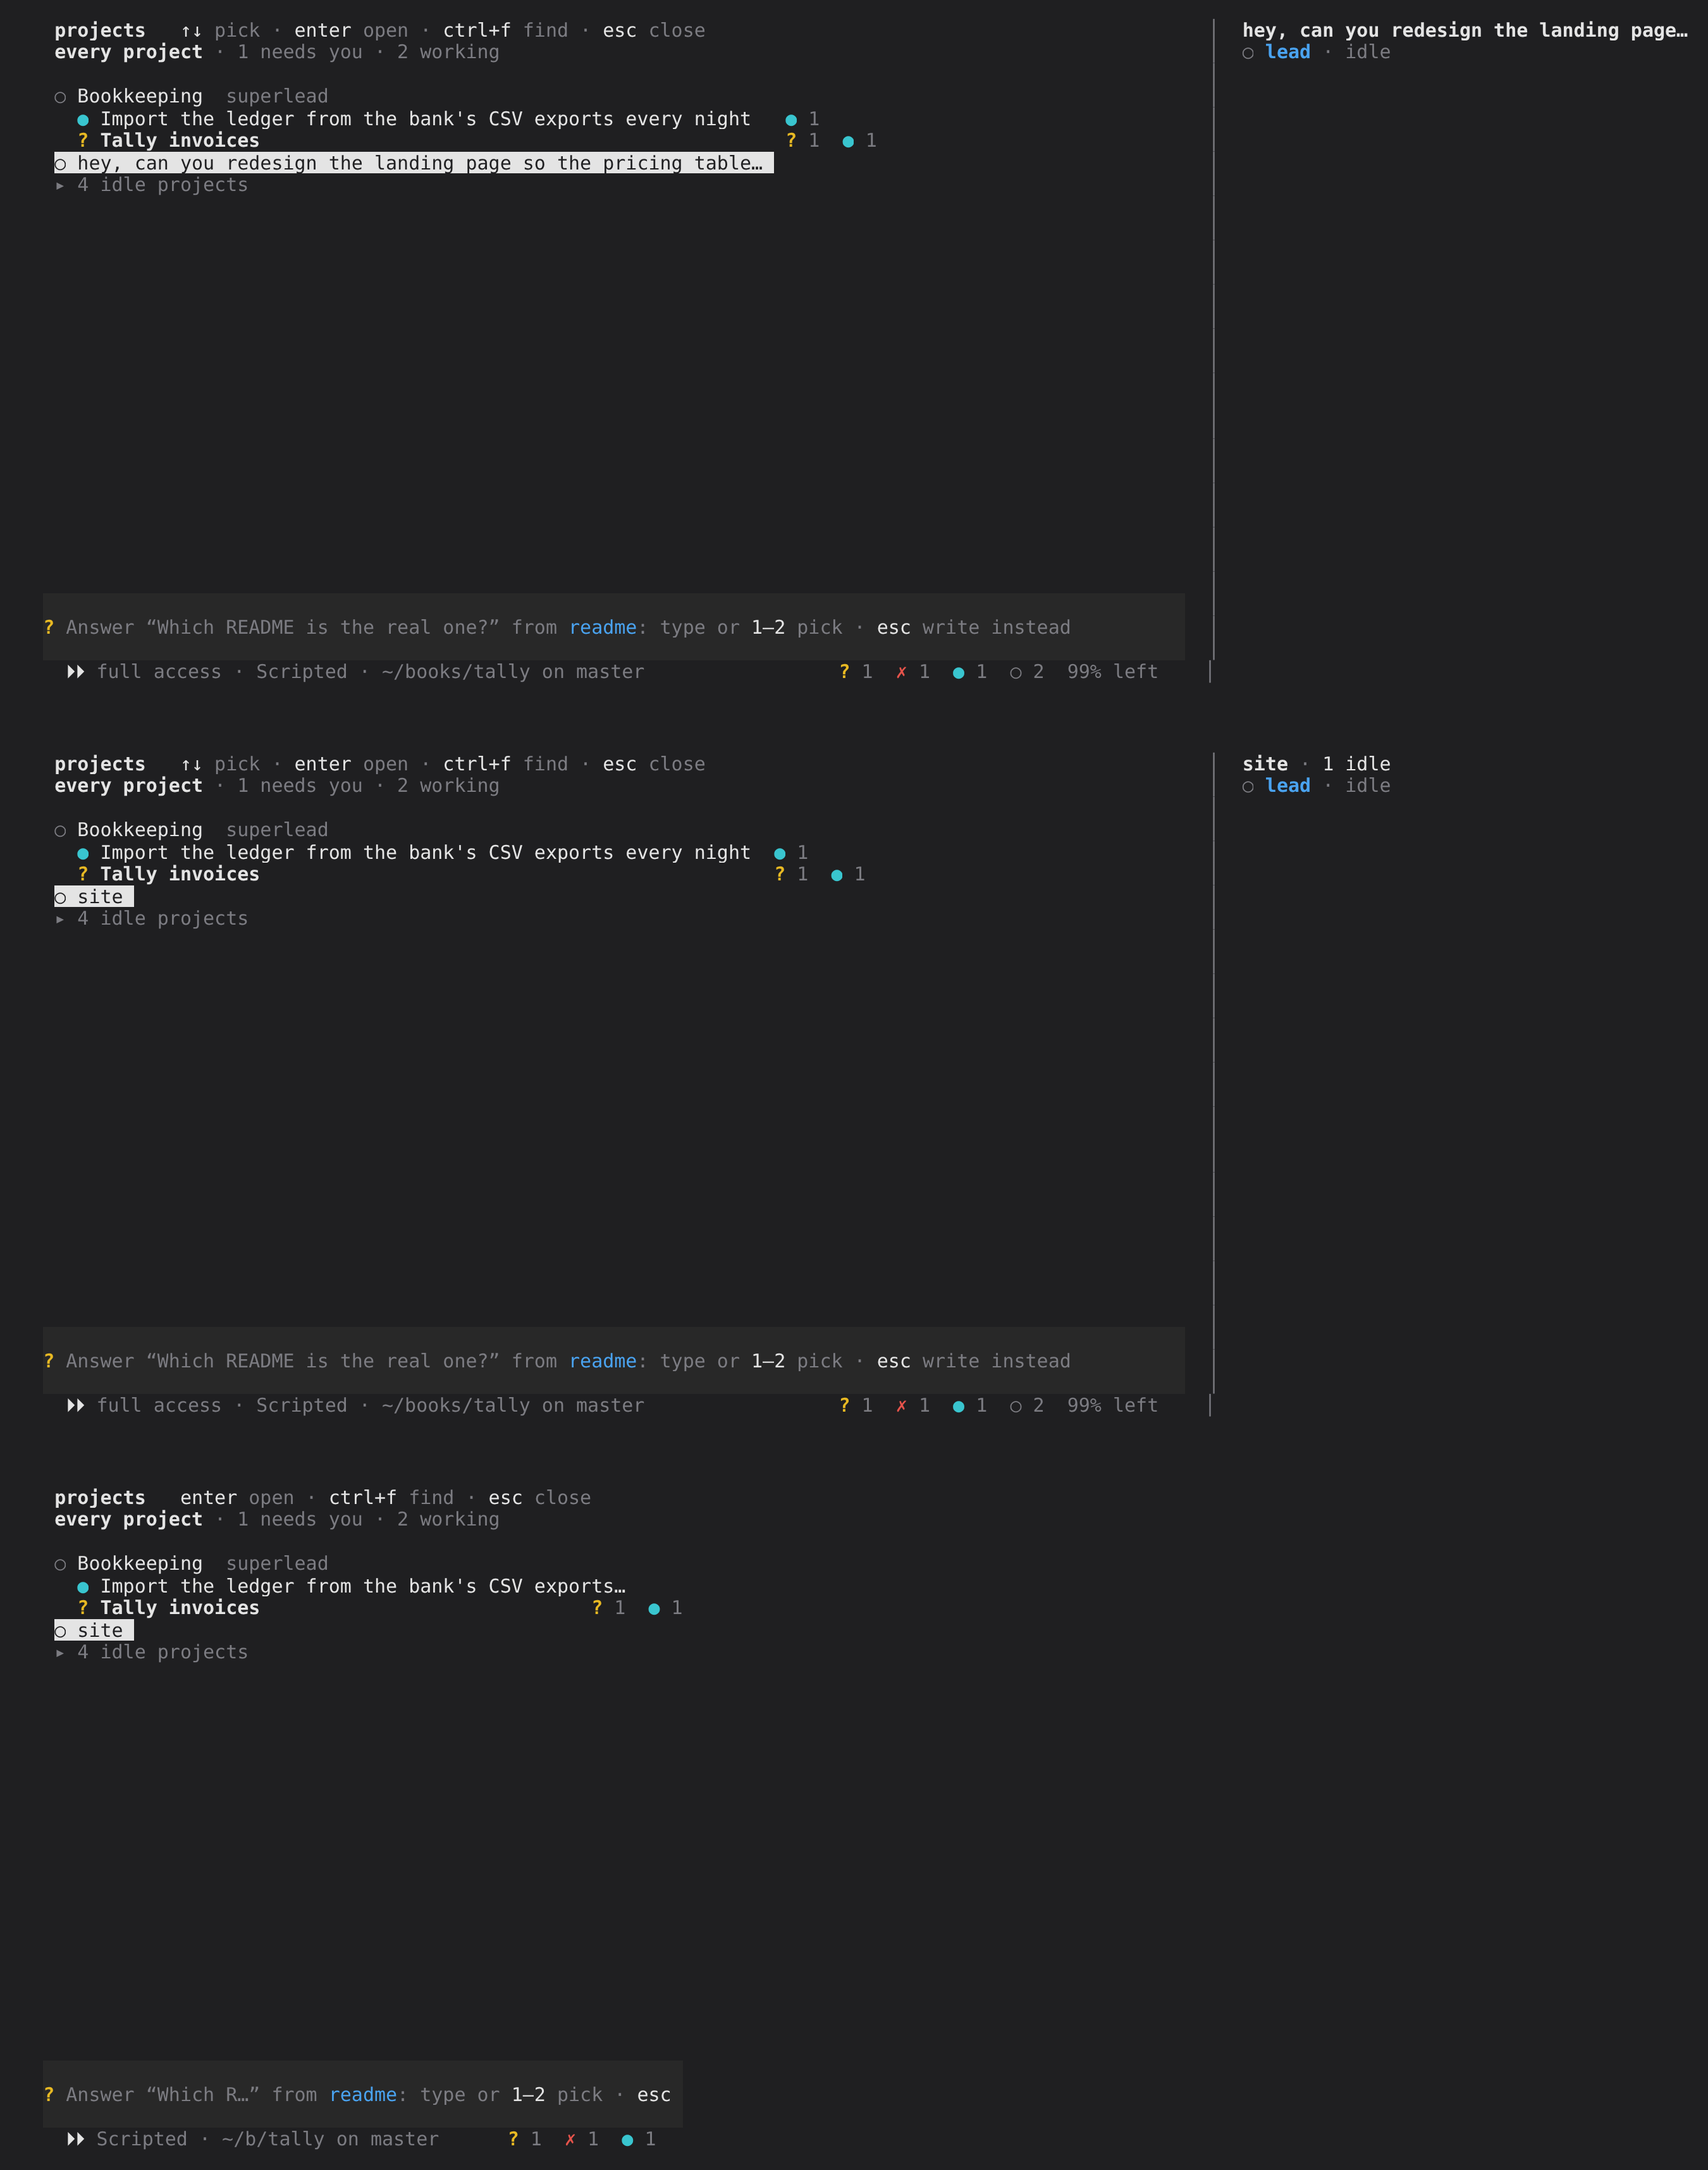 projects   ↑↓ pick · enter open · ctrl+f find · esc close
hey, can you redesign the landing page…
every project · 1 needs you · 2 working
○ lead · idle
○ Bookkeeping  superlead
● Import the ledger from the bank's CSV exports every night   ● 1
? Tally invoices   ? 1  ● 1
○ hey, can you redesign the landing page so the pricing table…
▸ 4 idle projects
? Answer “Which README is the real one?” from readme: type or 1–2 pick · esc write instead
⏵⏵ full access · Scripted · ~/books/tally on master   ? 1  ✗ 1  ● 1  ○ 2  99% left
projects   ↑↓ pick · enter open · ctrl+f find · esc close
site · 1 idle
every project · 1 needs you · 2 working
○ lead · idle
○ Bookkeeping  superlead
● Import the ledger from the bank's CSV exports every night  ● 1
? Tally invoices   ? 1  ● 1
○ site
▸ 4 idle projects
? Answer “Which README is the real one?” from readme: type or 1–2 pick · esc write instead
⏵⏵ full access · Scripted · ~/books/tally on master   ? 1  ✗ 1  ● 1  ○ 2  99% left
projects   enter open · ctrl+f find · esc close
every project · 1 needs you · 2 working
○ Bookkeeping  superlead
● Import the ledger from the bank's CSV exports…
? Tally invoices   ? 1  ● 1
○ site
▸ 4 idle projects
? Answer “Which R…” from readme: type or 1–2 pick · esc
⏵⏵ Scripted · ~/b/tally on master   ? 1  ✗ 1  ● 1